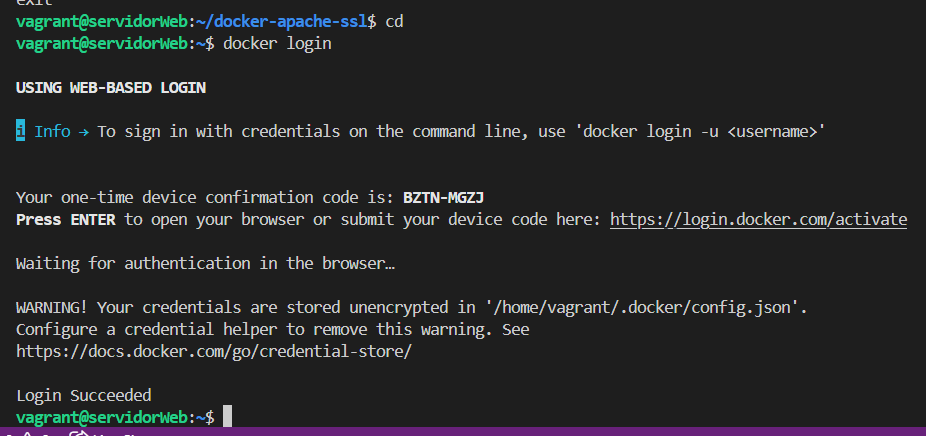 exit
vagrant@servidorWeb:~/docker-apache-ssl$ cd
vagrant@servidorWeb:~$ docker login
USING WEB-BASED LOGIN
i Info → To sign in with credentials on the command line, use 'docker login -u <username>'
Your one-time device confirmation code is: BZTN-MGZJ
Press ENTER to open your browser or submit your device code here: https://login.docker.com/activate
Waiting for authentication in the browser…
WARNING! Your credentials are stored unencrypted in '/home/vagrant/.docker/config.json'.
Configure a credential helper to remove this warning. See
https://docs.docker.com/go/credential-store/
Login Succeeded
vagrant@servidorWeb:~$